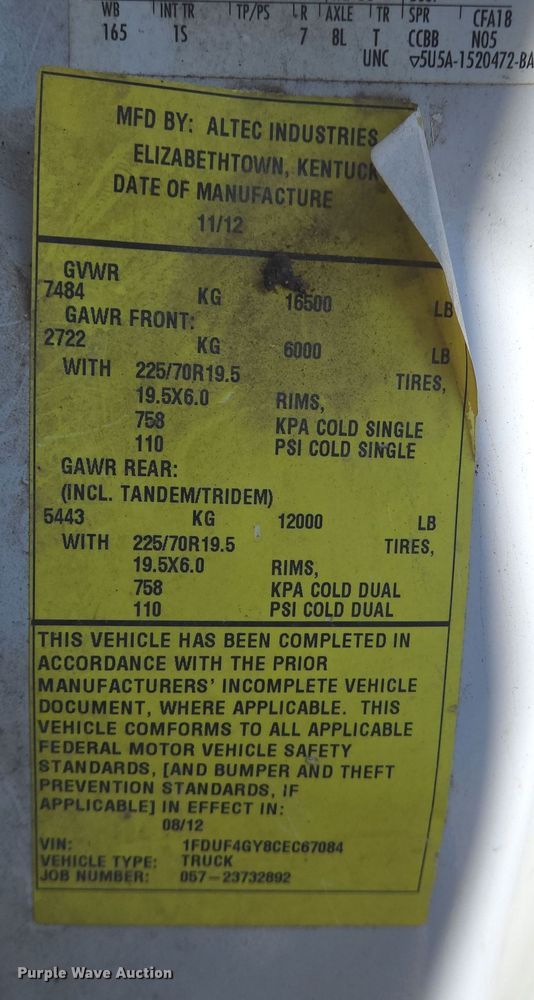 WB INT TR TP/PS R AXLE TR SPR CFA18
165 1S 7 8L T CCBB N05
UNC ▽5U5A-1520472-BA
MFD BY: ALTEC INDUSTRIES
ELIZABETHTOWN,
DATE OF MANUFACTURE
11/12
GVWR
7484 KG 16500 LB
GAWR FRONT:
2722 KG 6000 LB
WITH 225/70R19.5 TIRES,
19.5X6.0 RIMS,
758 KPA COLD SINGLE
110 PSI COLD SINGLE
GAWR REAR:
(INCL. TANDEM/TRIDEM)
5443 KG 12000 LB
WITH 225/70R19.5 TIRES,
19.5X6.0 RIMS,
758 KPA COLD DUAL
110 PSI COLD DUAL
THIS VEHICLE HAS BEEN COMPLETED IN
ACCORDANCE WITH THE PRIOR
MANUFACTURERS' INCOMPLETE VEHICLE
DOCUMENT, WHERE APPLICABLE. THIS
VEHICLE COMFORMS TO ALL APPLICABLE
FEDERAL MOTOR VEHICLE SAFETY
STANDARDS, [AND BUMPER AND THEFT
PREVENTION STANDARDS, IF
APPLICABLE] IN EFFECT IN:
08/12
VIN: 1FDUF4GY8CEC67084
VEHICLE TYPE: TRUCK
JOB NUMBER: 057-23732892
Purple Wave Auction